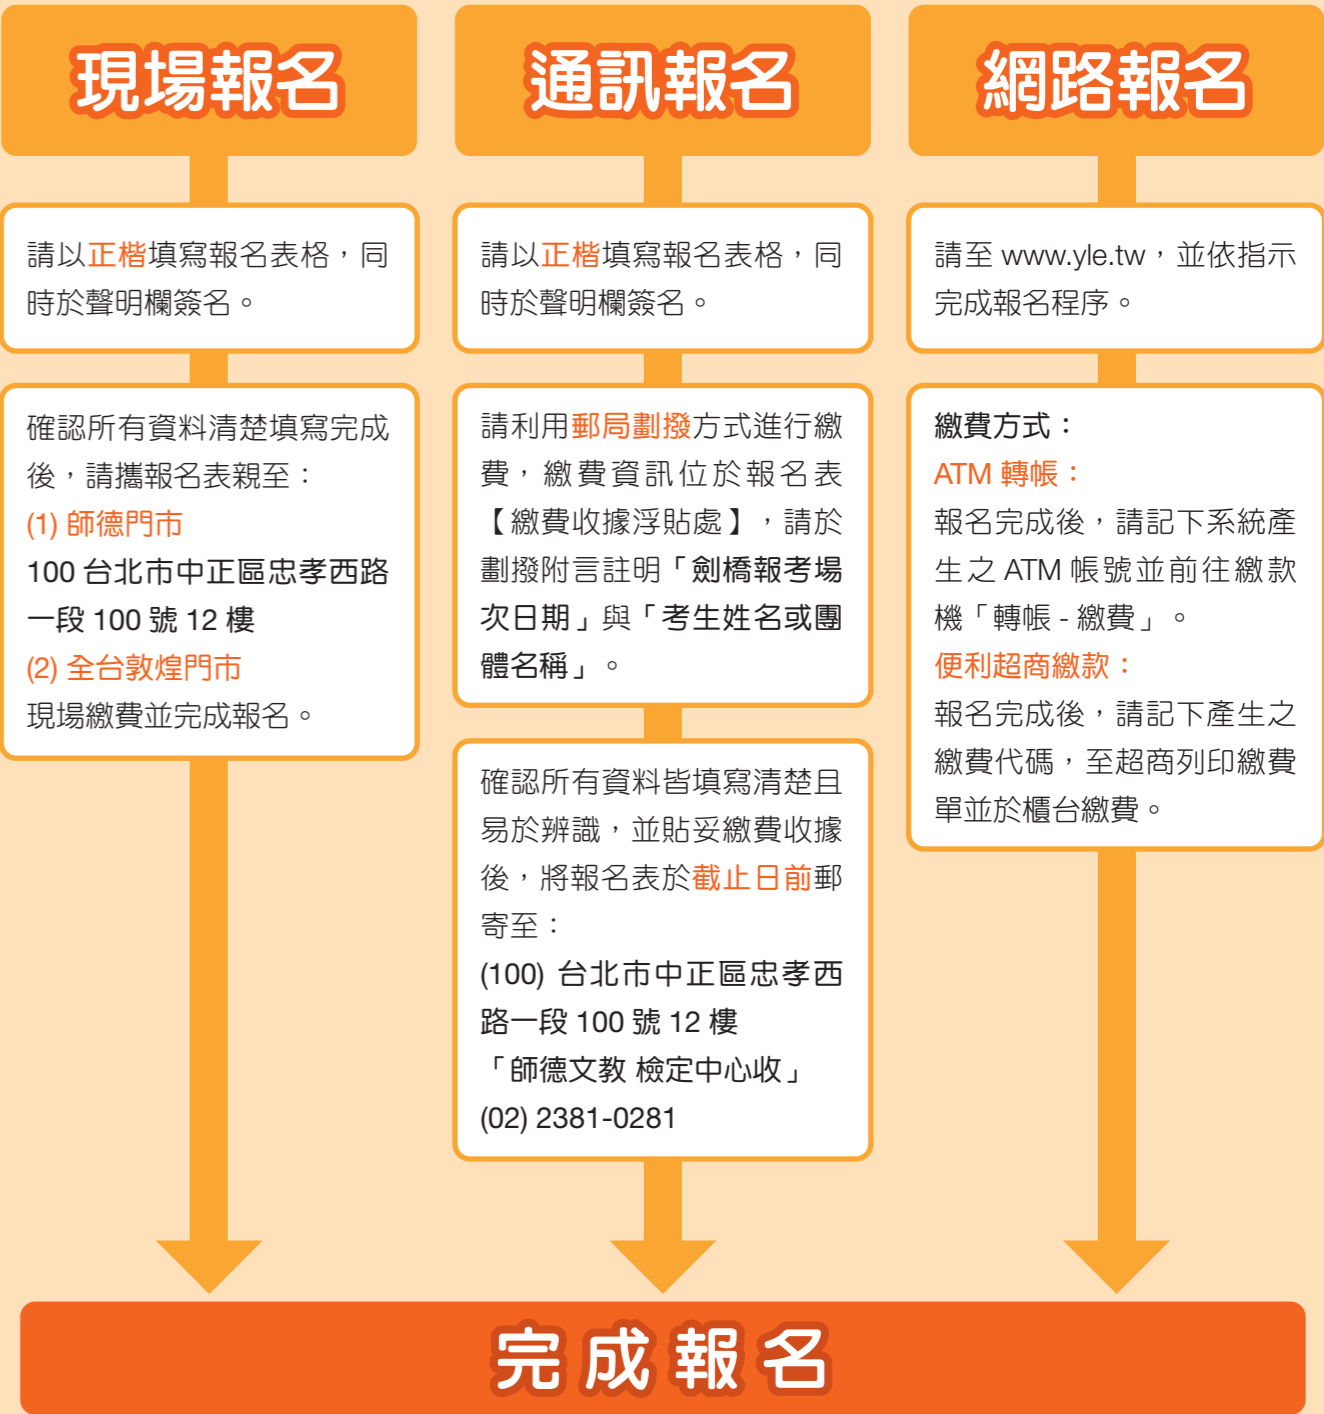 現場報名
請以正楷填寫報名表格，同
時於聲明欄簽名。
確認所有資料清楚填寫完成
後，請攜報名表親至：
(1) 師德門市
100 台北市中正區忠孝西路
一段 100 號 12 樓
(2) 全台敦煌門市
現場繳費並完成報名。
通訊報名
請以正楷填寫報名表格，同
時於聲明欄簽名。
請利用郵局劃撥方式進行繳
費，繳費資訊位於報名表
【繳費收據浮貼處】，請於
劃撥附言註明「劍橋報考場
次日期」與「考生姓名或團
體名稱」。
確認所有資料皆填寫清楚且
易於辨識，並貼妥繳費收據
後，將報名表於截止日前郵
寄至：
(100) 台北市中正區忠孝西
路一段 100 號 12 樓
「師德文教 檢定中心收」
(02) 2381-0281
網路報名
請至 www.yle.tw，並依指示
完成報名程序。
繳費方式：
ATM 轉帳：
報名完成後，請記下系統產
生之 ATM 帳號並前往繳款
機「轉帳 - 繳費」。
便利超商繳款：
報名完成後，請記下產生之
繳費代碼，至超商列印繳費
單並於櫃台繳費。
完成報名